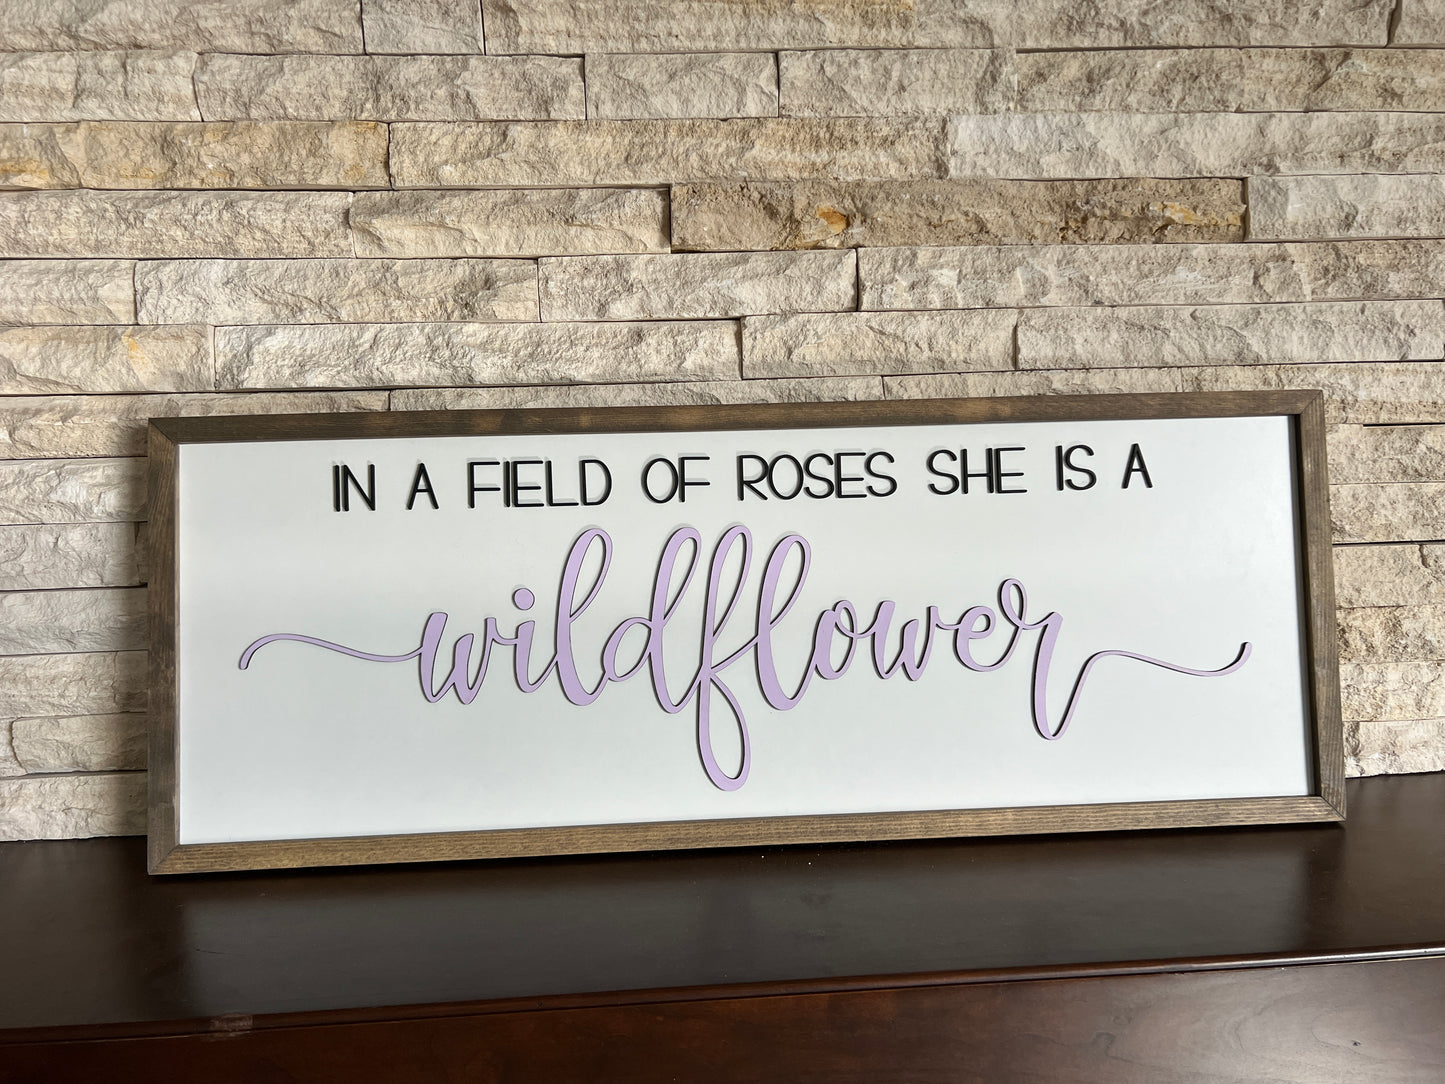 IN A FIELD OF ROSES SHE IS A
wildflower